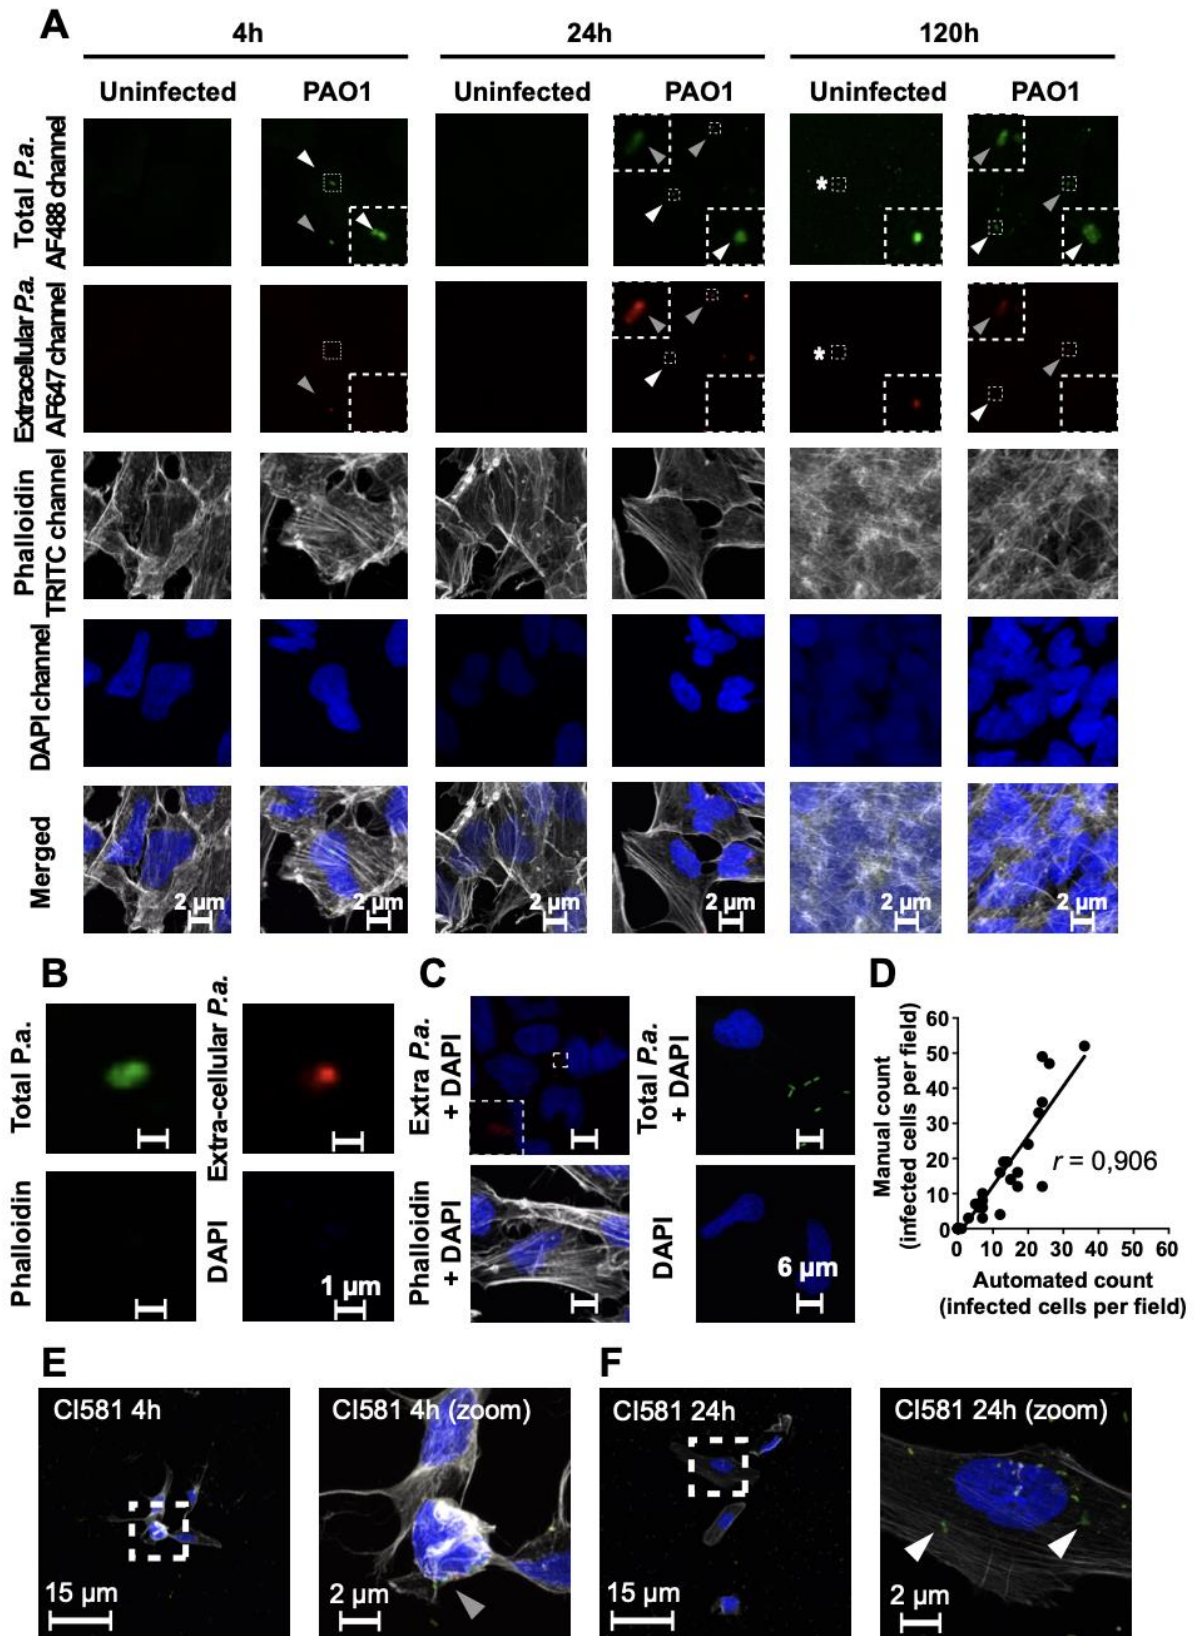 A
4h
24h
120h
Uninfected
PAO1
Uninfected
PAO1
Uninfected
PAO1
Total P.a.
AF488 channel
*
Extracellular P.a.
AF647 channel
*
Phalloidin
TRITC channel
DAPI channel
Merged
2 µm
2 µm
2 µm
2 µm
2 µm
2 µm
B
Total P.a.
Extra-cellular P.a.
Phalloidin
DAPI
1 µm
C
Extra P.a.
+ DAPI
Total P.a.
+ DAPI
Phalloidin
+ DAPI
DAPI
6 µm
D
Manual count
(infected cells per field)
60
50
40
30
20
10
0
r = 0,906
0 10 20 30 40 50 60
Automated count
(infected cells per field)
E
CI581 4h
15 µm
CI581 4h (zoom)
2 µm
F
CI581 24h
15 µm
CI581 24h (zoom)
2 µm